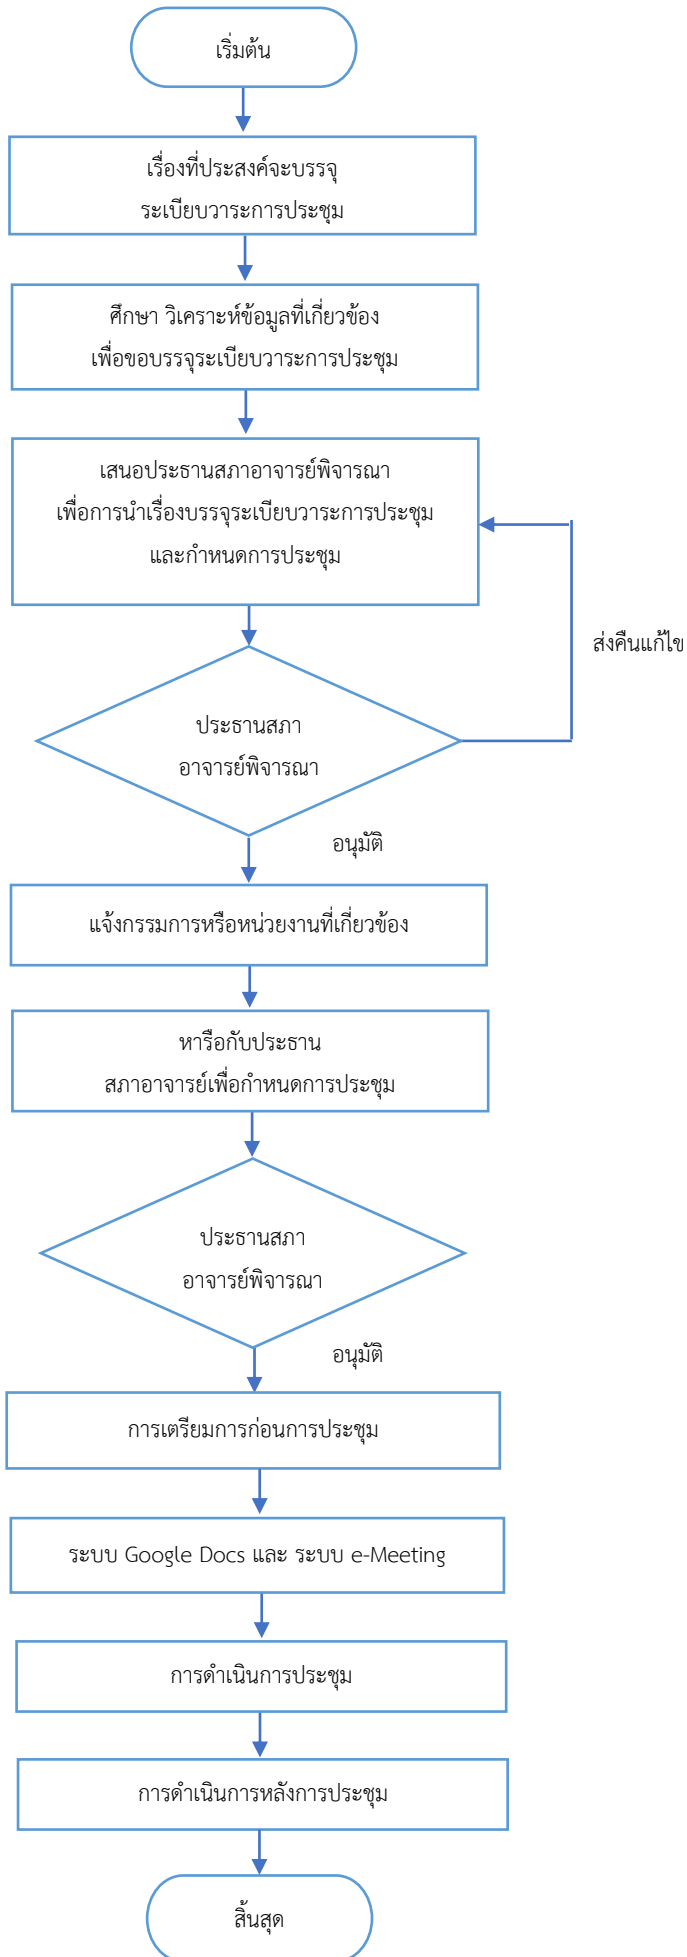 เริ่มต้น
เรื่องที่ประสงค์จะบรรจุ
ระเบียบวาระการประชุม
ศึกษา วิเคราะห์ข้อมูลที่เกี่ยวข้อง
เพื่อขอบรรจุระเบียบวาระการประชุม
เสนอประธานสภาอาจารย์พิจารณา
เพื่อการนำเรื่องบรรจุระเบียบวาระการประชุม
และกำหนดการประชุม
ส่งคืนแก้ไข
ประธานสภา
อาจารย์พิจารณา
อนุมัติ
แจ้งกรรมการหรือหน่วยงานที่เกี่ยวข้อง
หารือกับประธาน
สภาอาจารย์เพื่อกำหนดการประชุม
ประธานสภา
อาจารย์พิจารณา
อนุมัติ
การเตรียมการก่อนการประชุม
ระบบ Google Docs และ ระบบ e-Meeting
การดำเนินการประชุม
การดำเนินการหลังการประชุม
สิ้นสุด